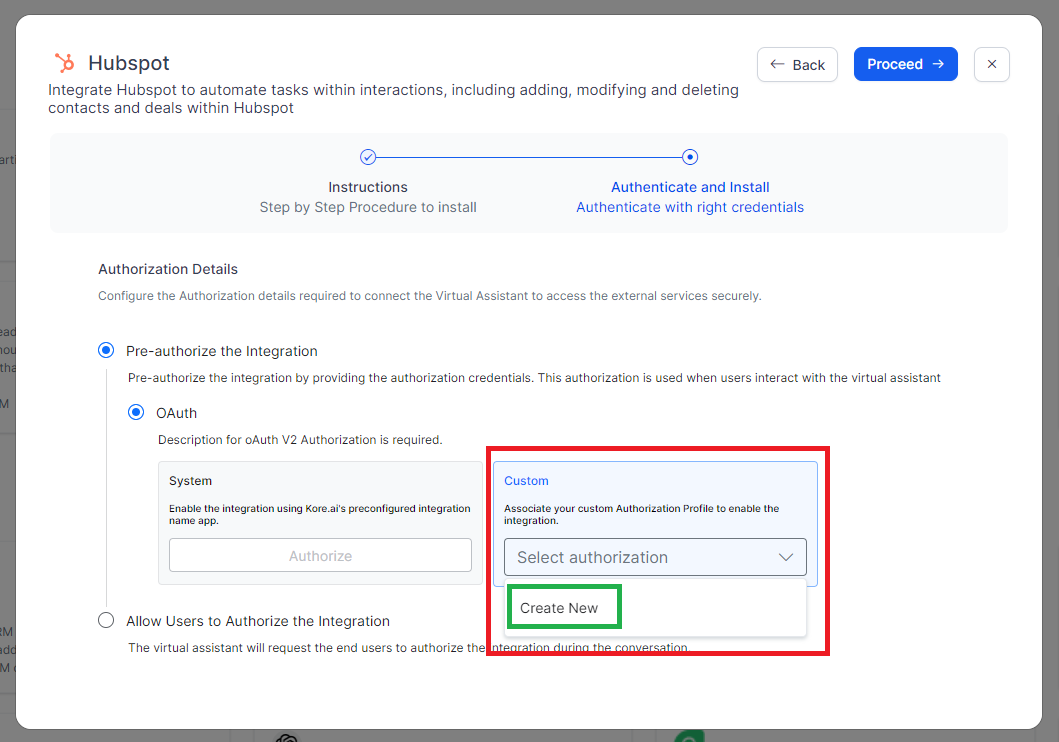 Hubspot
Back
Proceed
Integrate Hubspot to automate tasks within interactions, including adding, modifying and deleting
contacts and deals within Hubspot
Instructions
Step by Step Procedure to install
Authenticate and Install
Authenticate with right credentials
Authorization Details
Configure the Authorization details required to connect the Virtual Assistant to access the external services securely.
Pre-authorize the Integration
Pre-authorize the integration by providing the authorization credentials. This authorization is used when users interact with the virtual assistant
OAuth
Description for oAuth V2 Authorization is required.
System
Enable the integration using Kore.ai's preconfigured integration
name app.
Authorize
Custom
Associate your custom Authorization Profile to enable the
integration.
Select authorization
Create New
Allow Users to Authorize the Integration
The virtual assistant will request the end users to authorize the integration during the conversation.